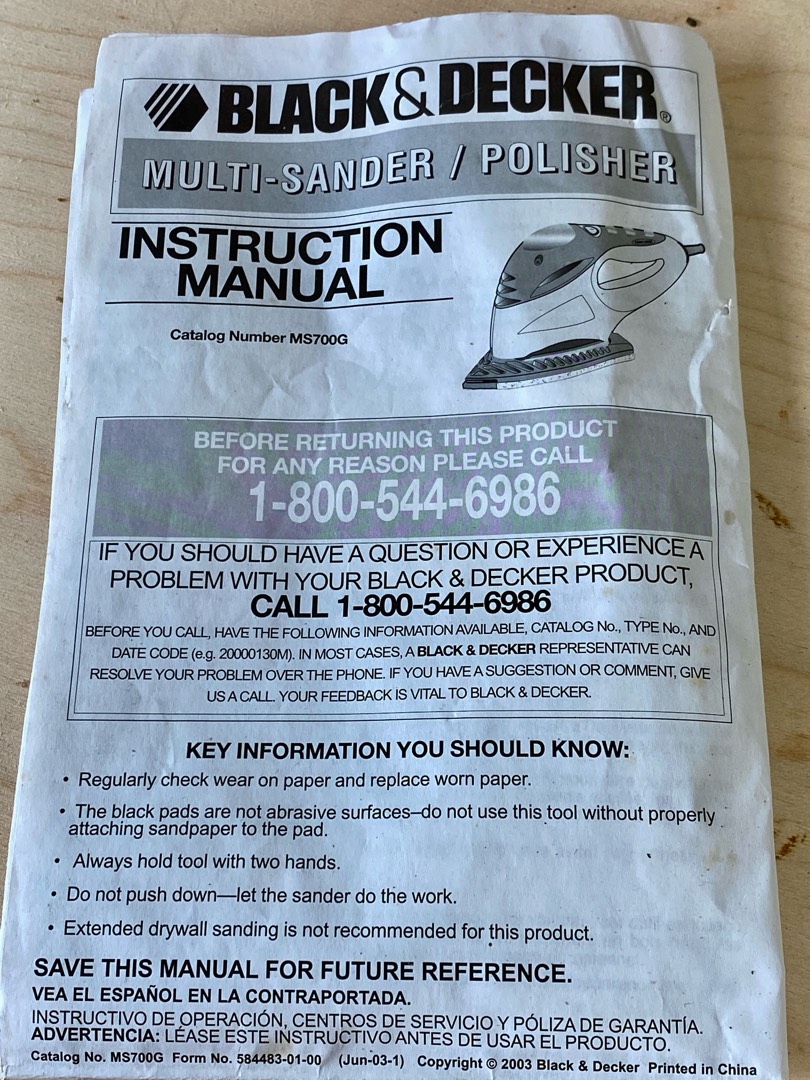 BLACK & DECKER®
MULTI-SANDER / POLISHER
INSTRUCTION
MANUAL
Catalog Number MS700G
BEFORE RETURNING THIS PRODUCT
FOR ANY REASON PLEASE CALL
1-800-544-6986
IF YOU SHOULD HAVE A QUESTION OR EXPERIENCE A
PROBLEM WITH YOUR BLACK & DECKER PRODUCT,
CALL 1-800-544-6986
BEFORE YOU CALL, HAVE THE FOLLOWING INFORMATION AVAILABLE, CATALOG No., TYPE No., AND
DATE CODE (e.g. 20000130M). IN MOST CASES, A BLACK & DECKER REPRESENTATIVE CAN
RESOLVE YOUR PROBLEM OVER THE PHONE. IF YOU HAVE A SUGGESTION OR COMMENT, GIVE
US A CALL. YOUR FEEDBACK IS VITAL TO BLACK & DECKER.
KEY INFORMATION YOU SHOULD KNOW:
• Regularly check wear on paper and replace worn paper.
• The black pads are not abrasive surfaces–do not use this tool without properly
attaching sandpaper to the pad.
• Always hold tool with two hands.
• Do not push down—let the sander do the work.
• Extended drywall sanding is not recommended for this product.
SAVE THIS MANUAL FOR FUTURE REFERENCE.
VEA EL ESPAÑOL EN LA CONTRAPORTADA.
INSTRUCTIVO DE OPERACIÓN, CENTROS DE SERVICIO Y PÓLIZA DE GARANTÍA.
ADVERTENCIA: LÉASE ESTE INSTRUCTIVO ANTES DE USAR EL PRODUCTO.
Catalog No. MS700G Form No. 584483-01-00 (Jun-03-1) Copyright © 2003 Black & Decker Printed in China